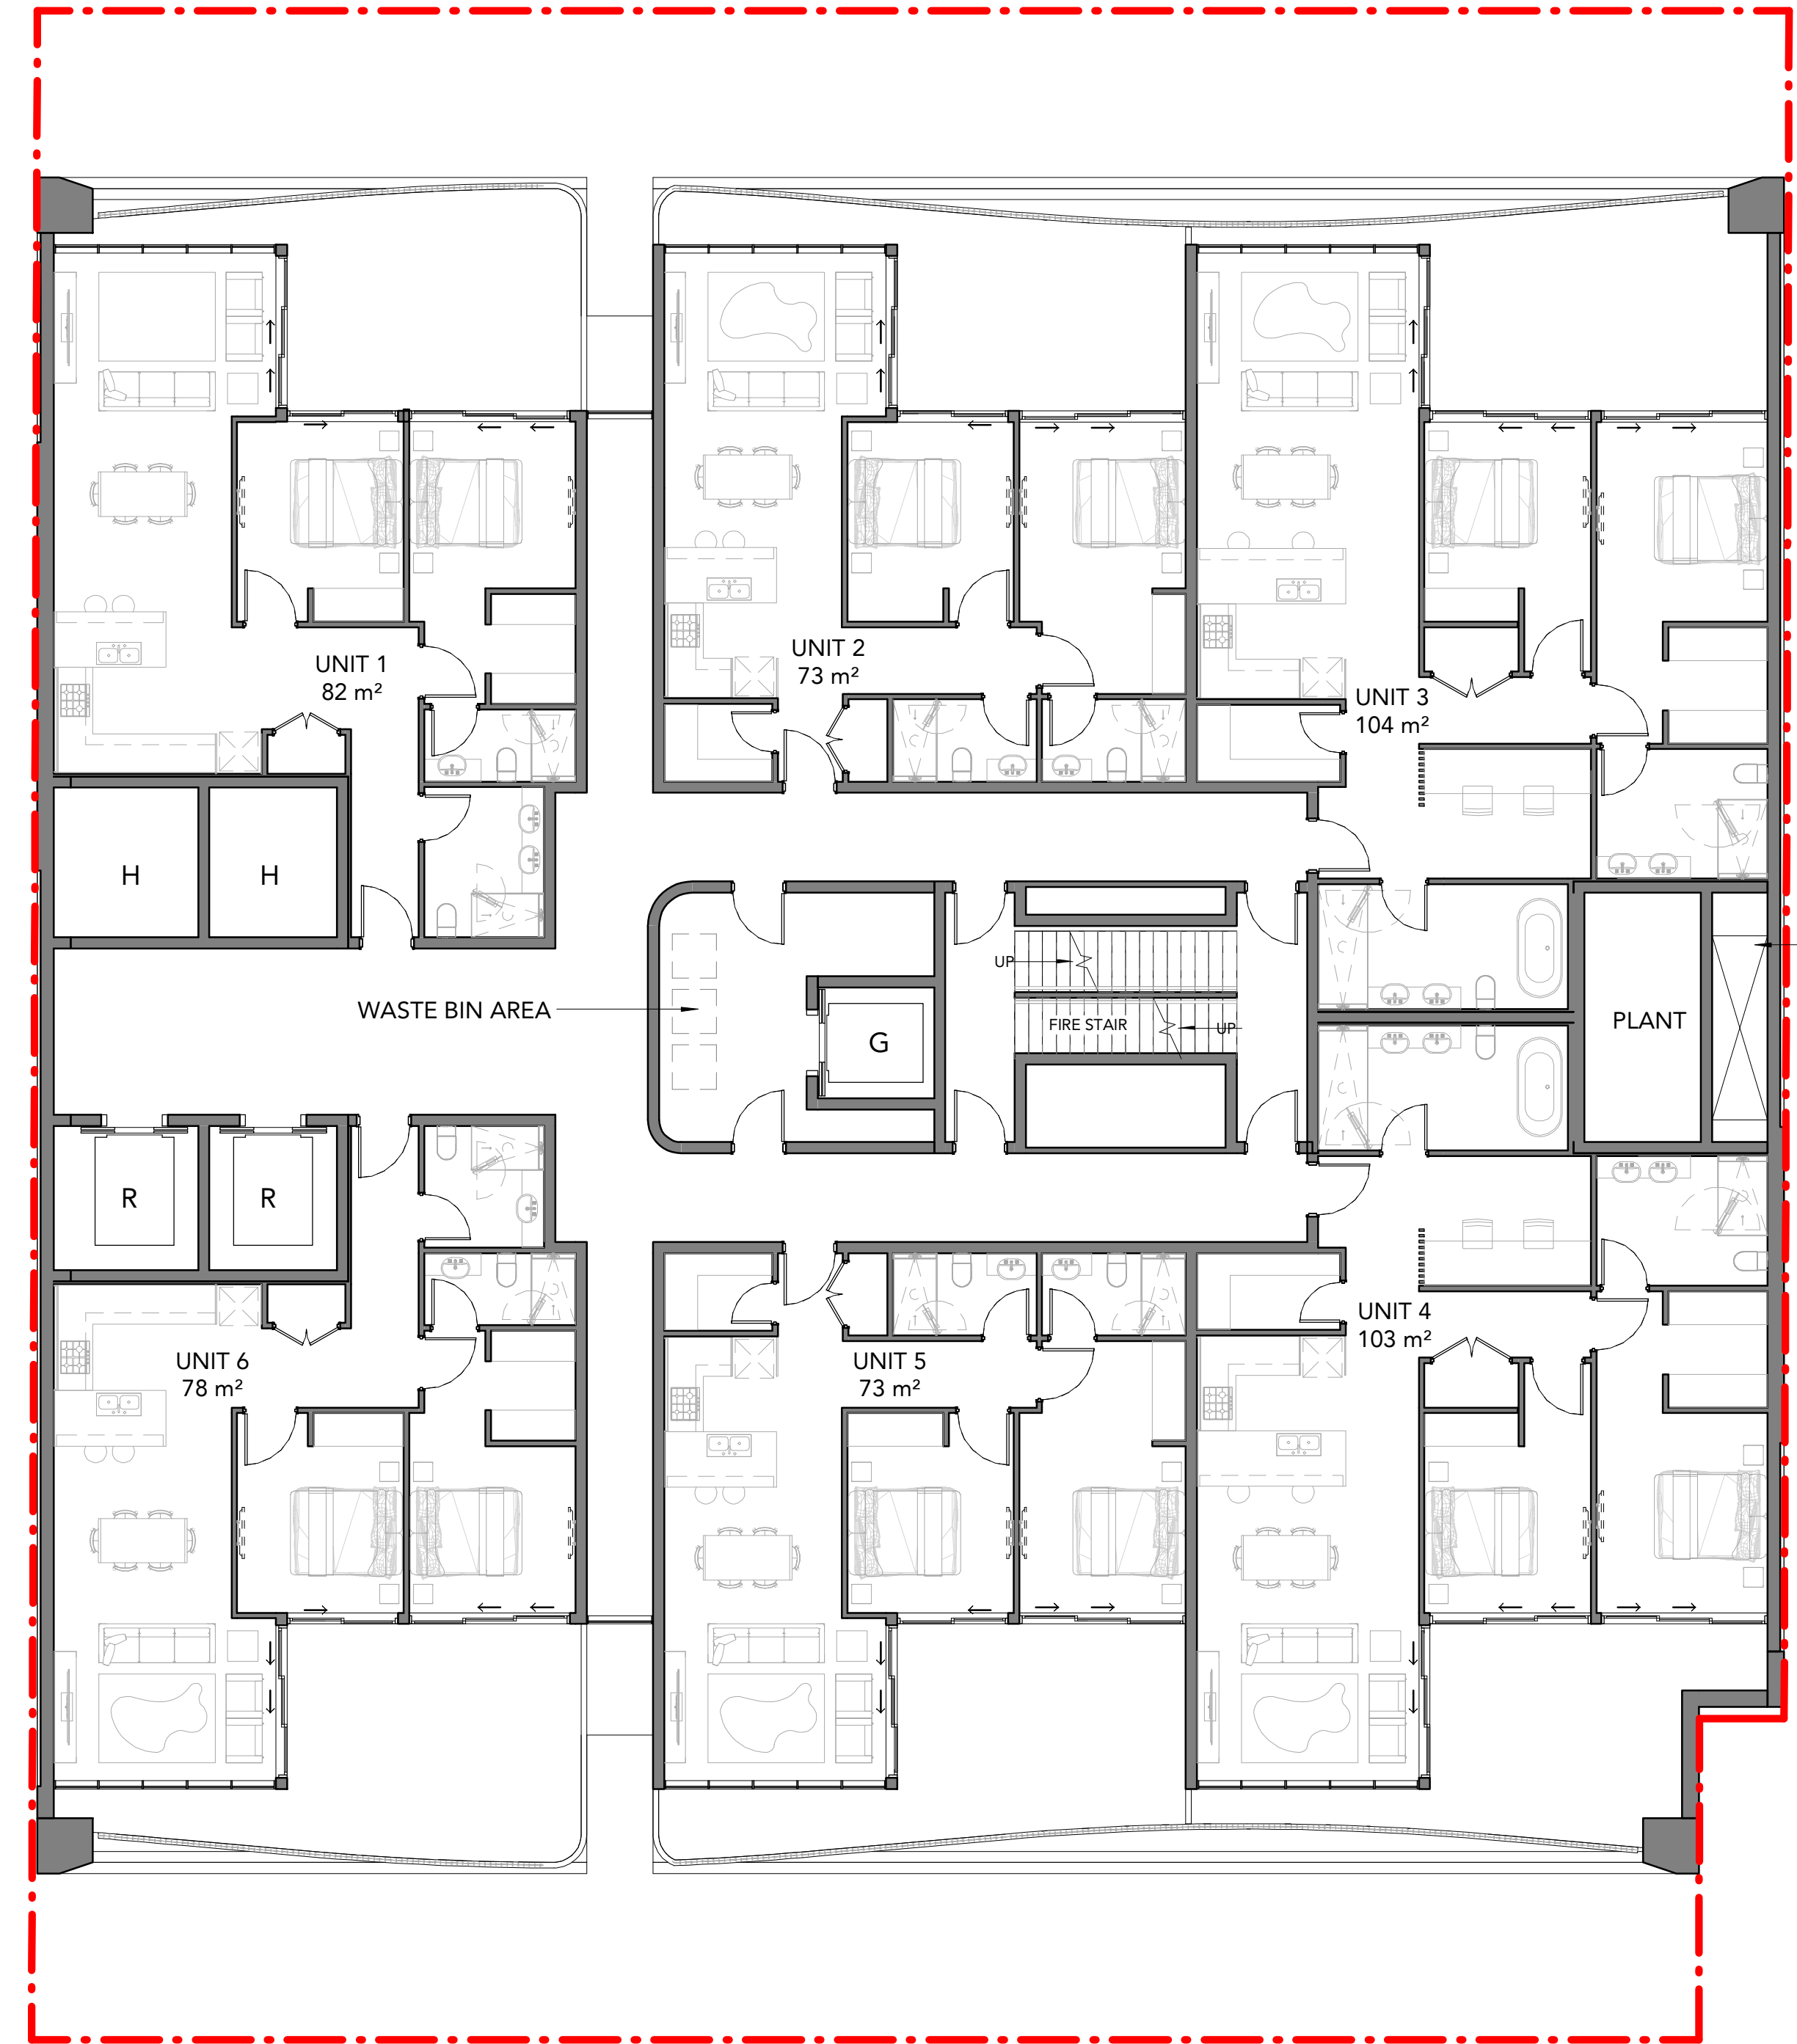 UNIT 1
82 m²
UNIT 2
73 m²
UNIT 3
104 m²
H
H
UP
WASTE BIN AREA
FIRE STAIR
UP
G
PLANT
R
R
UNIT 6
78 m²
UNIT 5
73 m²
UNIT 4
103 m²